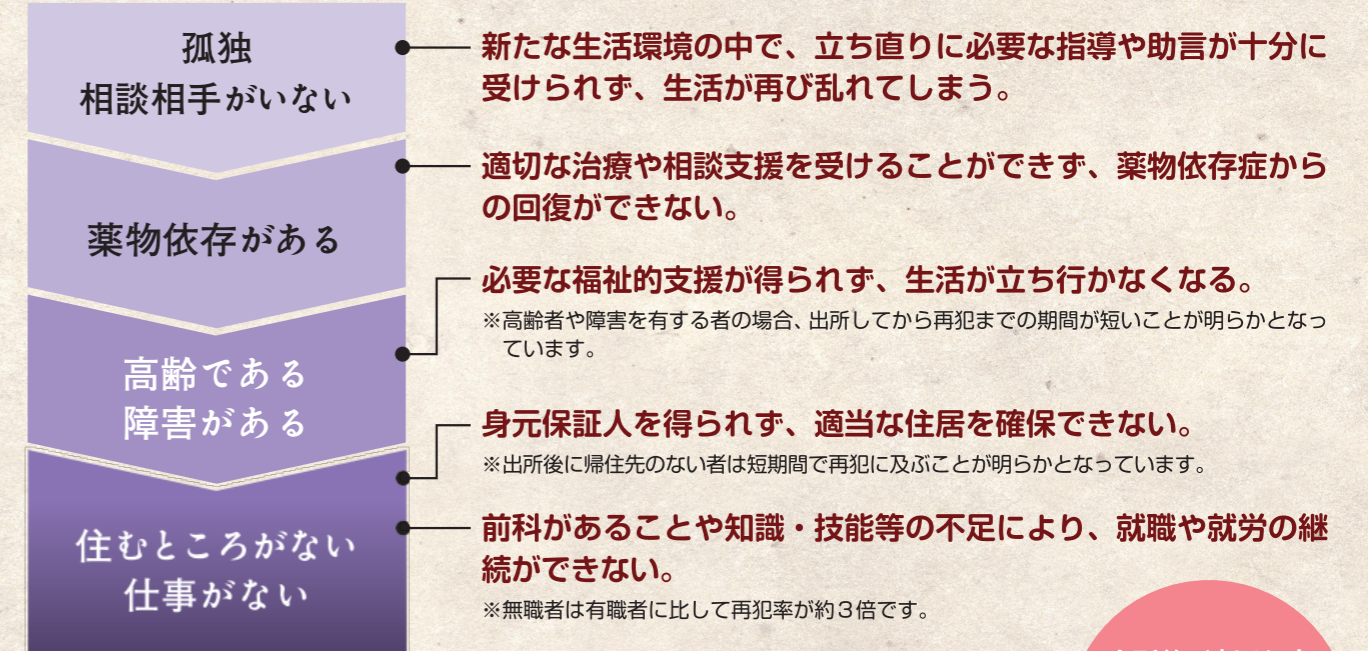 孤独
相談相手がいない
新たな生活環境の中で、立ち直りに必要な指導や助言が十分に
受けられず、生活が再び乱れてしまう。
薬物依存がある
適切な治療や相談支援を受けることができず、薬物依存症から
の回復ができない。
高齢である
障害がある
必要な福祉的支援が得られず、生活が立ち行かなくなる。
※高齢者や障害を有する者の場合、出所してから再犯までの期間が短いことが明らかとなっ
ています。
住むところがない
仕事がない
身元保証人を得られず、適当な住居を確保できない。
※出所後に帰住先のない者は短期間で再犯に及ぶことが明らかとなっています。
前科があることや知識・技能等の不足により、就職や就労の継
続ができない。
※無職者は有職者に比して再犯率が約3倍です。